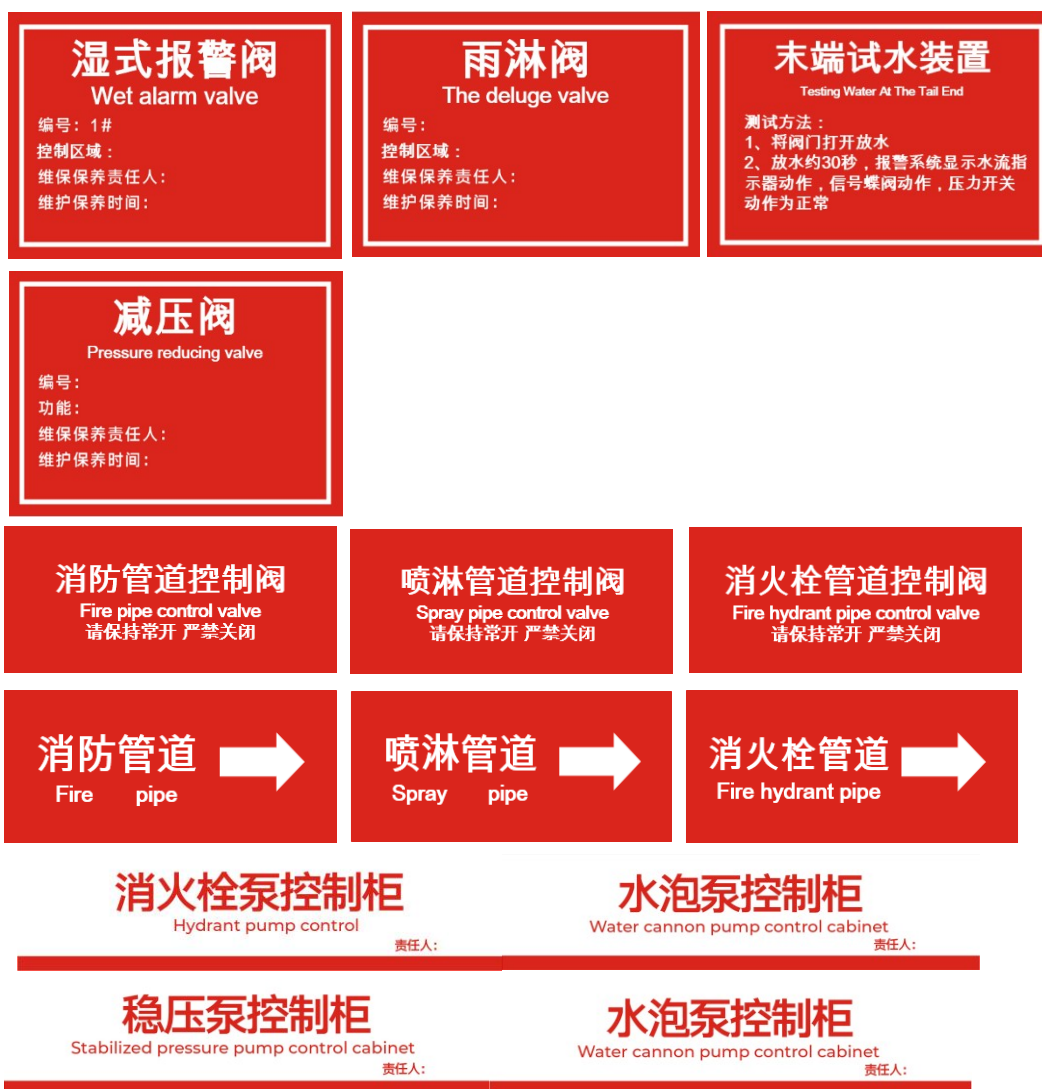 湿式报警阀
Wet alarm valve
编号：1#
控制区域：
维保保养责任人：
维护保养时间：
雨淋阀
The deluge valve
编号：
控制区域：
维保保养责任人：
维护保养时间：
末端试水装置
Testing Water At The Tail End
测试方法：
1、将阀门打开放水
2、放水约30秒，报警系统显示水流指
示器动作，信号蝶阀动作，压力开关
动作为正常
减压阀
Pressure reducing valve
编号：
功能：
维保保养责任人：
维护保养时间：
消防管道控制阀
Fire pipe control valve
请保持常开 严禁关闭
喷淋管道控制阀
Spray pipe control valve
请保持常开 严禁关闭
消火栓管道控制阀
Fire hydrant pipe control valve
请保持常开 严禁关闭
消防管道
Fire pipe
喷淋管道
Spray pipe
消火栓管道
Fire hydrant pipe
消火栓泵控制柜
Hydrant pump control
责任人：
水泡泵控制柜
Water cannon pump control cabinet
责任人：
稳压泵控制柜
Stabilized pressure pump control cabinet
责任人：
水泡泵控制柜
Water cannon pump control cabinet
责任人：